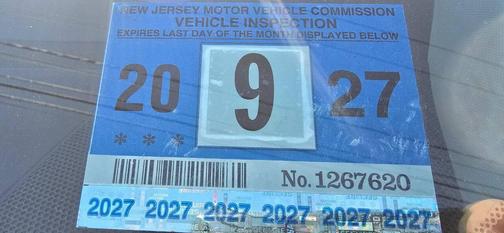 NEW JERSEY MOTOR VEHICLE COMMISSION
VEHICLE INSPECTION
EXPIRES LAST DAY OF THE MONTH DISPLAYED BELOW
20 9 27
* * *
No. 1267620
2027 2027 2027 2027 2027 2027